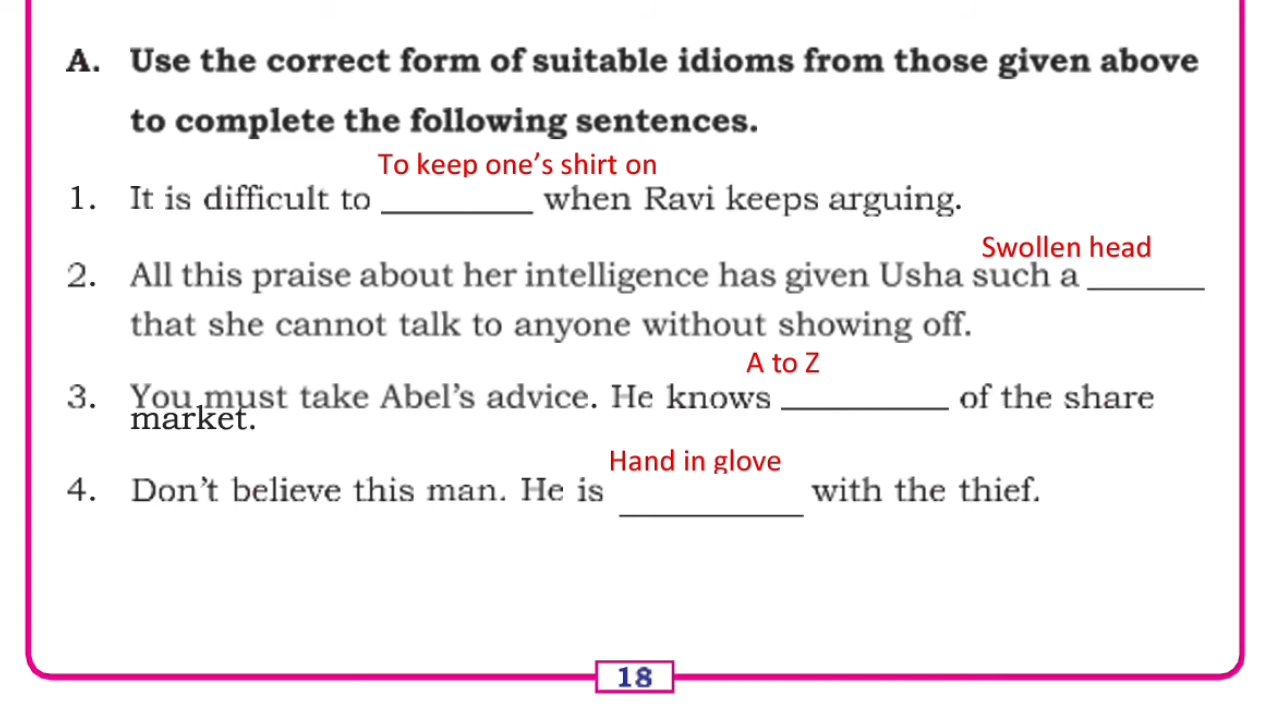 A. Use the correct form of suitable idioms from those given above
to complete the following sentences.
To keep one's shirt on
1. It is difficult to __________ when Ravi keeps arguing.
Swollen head
2. All this praise about her intelligence has given Usha such a ________
that she cannot talk to anyone without showing off.
A to Z
3. You must take Abel's advice. He knows ___________ of the share
market.
Hand in glove
4. Don't believe this man. He is ____________ with the thief.
18